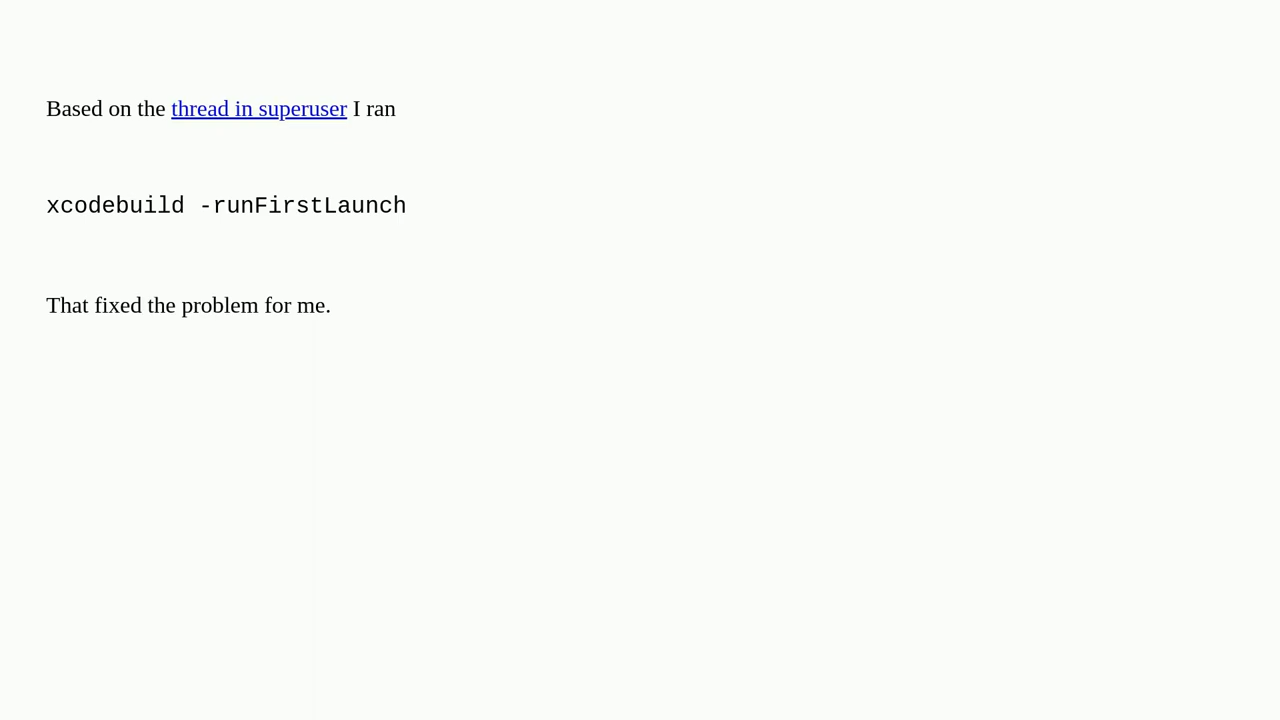 Based on the thread in superuser I ran
xcodebuild -runFirstLaunch
That fixed the problem for me.